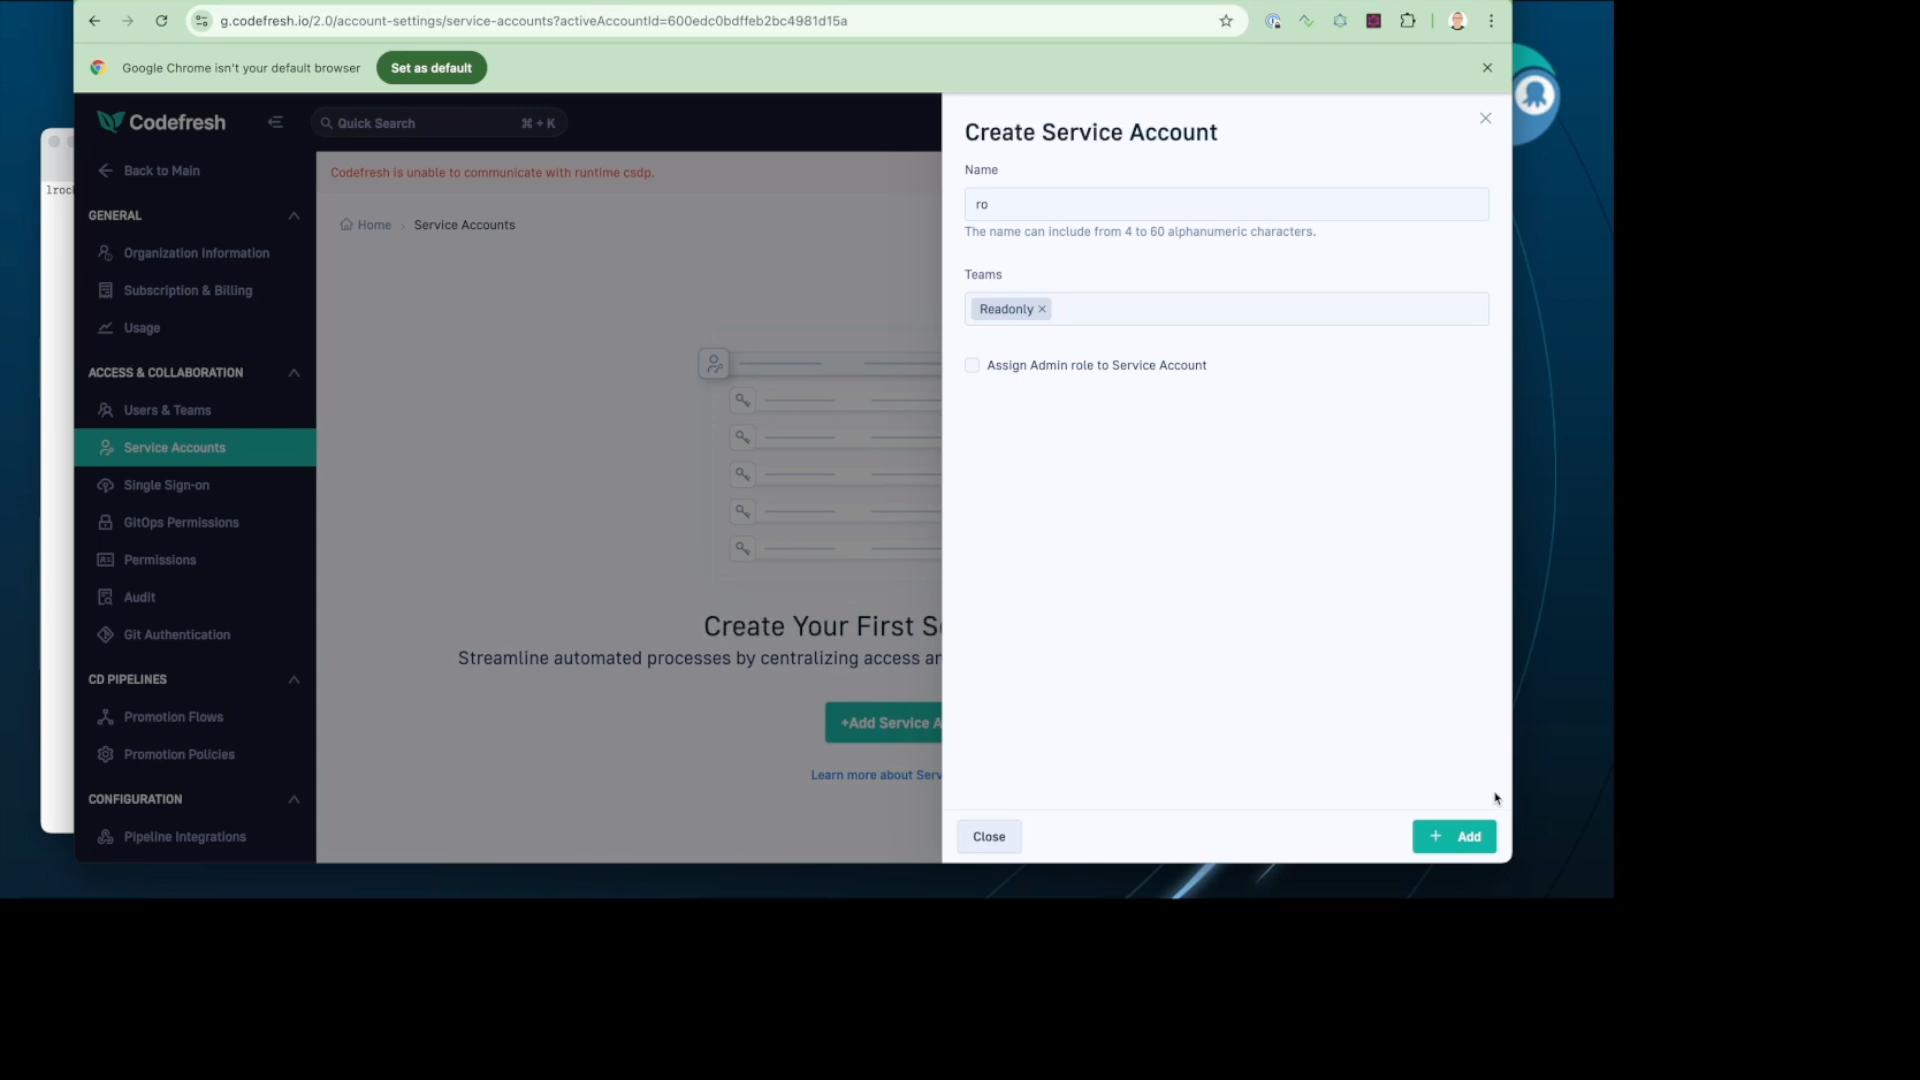 g.codefresh.io/2.0/account-settings/service-accounts?activeAccountId=600edc0bdffeb2bc4981d15a
Google Chrome isn't your default browser
Set as default
Codefresh
Quick Search
⌘ + K
Back to Main
GENERAL
Organization Information
Subscription & Billing
Usage
ACCESS & COLLABORATION
Users & Teams
Service Accounts
Single Sign-on
GitOps Permissions
Permissions
Audit
Git Authentication
CD PIPELINES
Promotion Flows
Promotion Policies
CONFIGURATION
Pipeline Integrations
Codefresh is unable to communicate with runtime csdp.
Home > Service Accounts
Create Your First S
Streamline automated processes by centralizing access an
+Add Service A
Learn more about Serv
Create Service Account
Name
ro
The name can include from 4 to 60 alphanumeric characters.
Teams
Readonly ×
Assign Admin role to Service Account
Close
+ Add